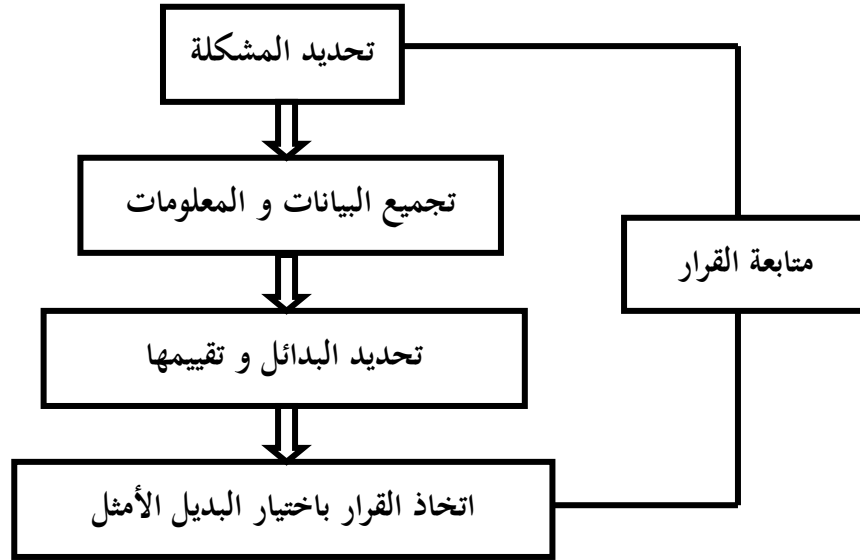 تحديد المشكلة
تجميع البيانات و المعلومات
متابعة القرار
تحديد البدائل و تقييمها
اتخاذ القرار باختيار البديل الأمثل